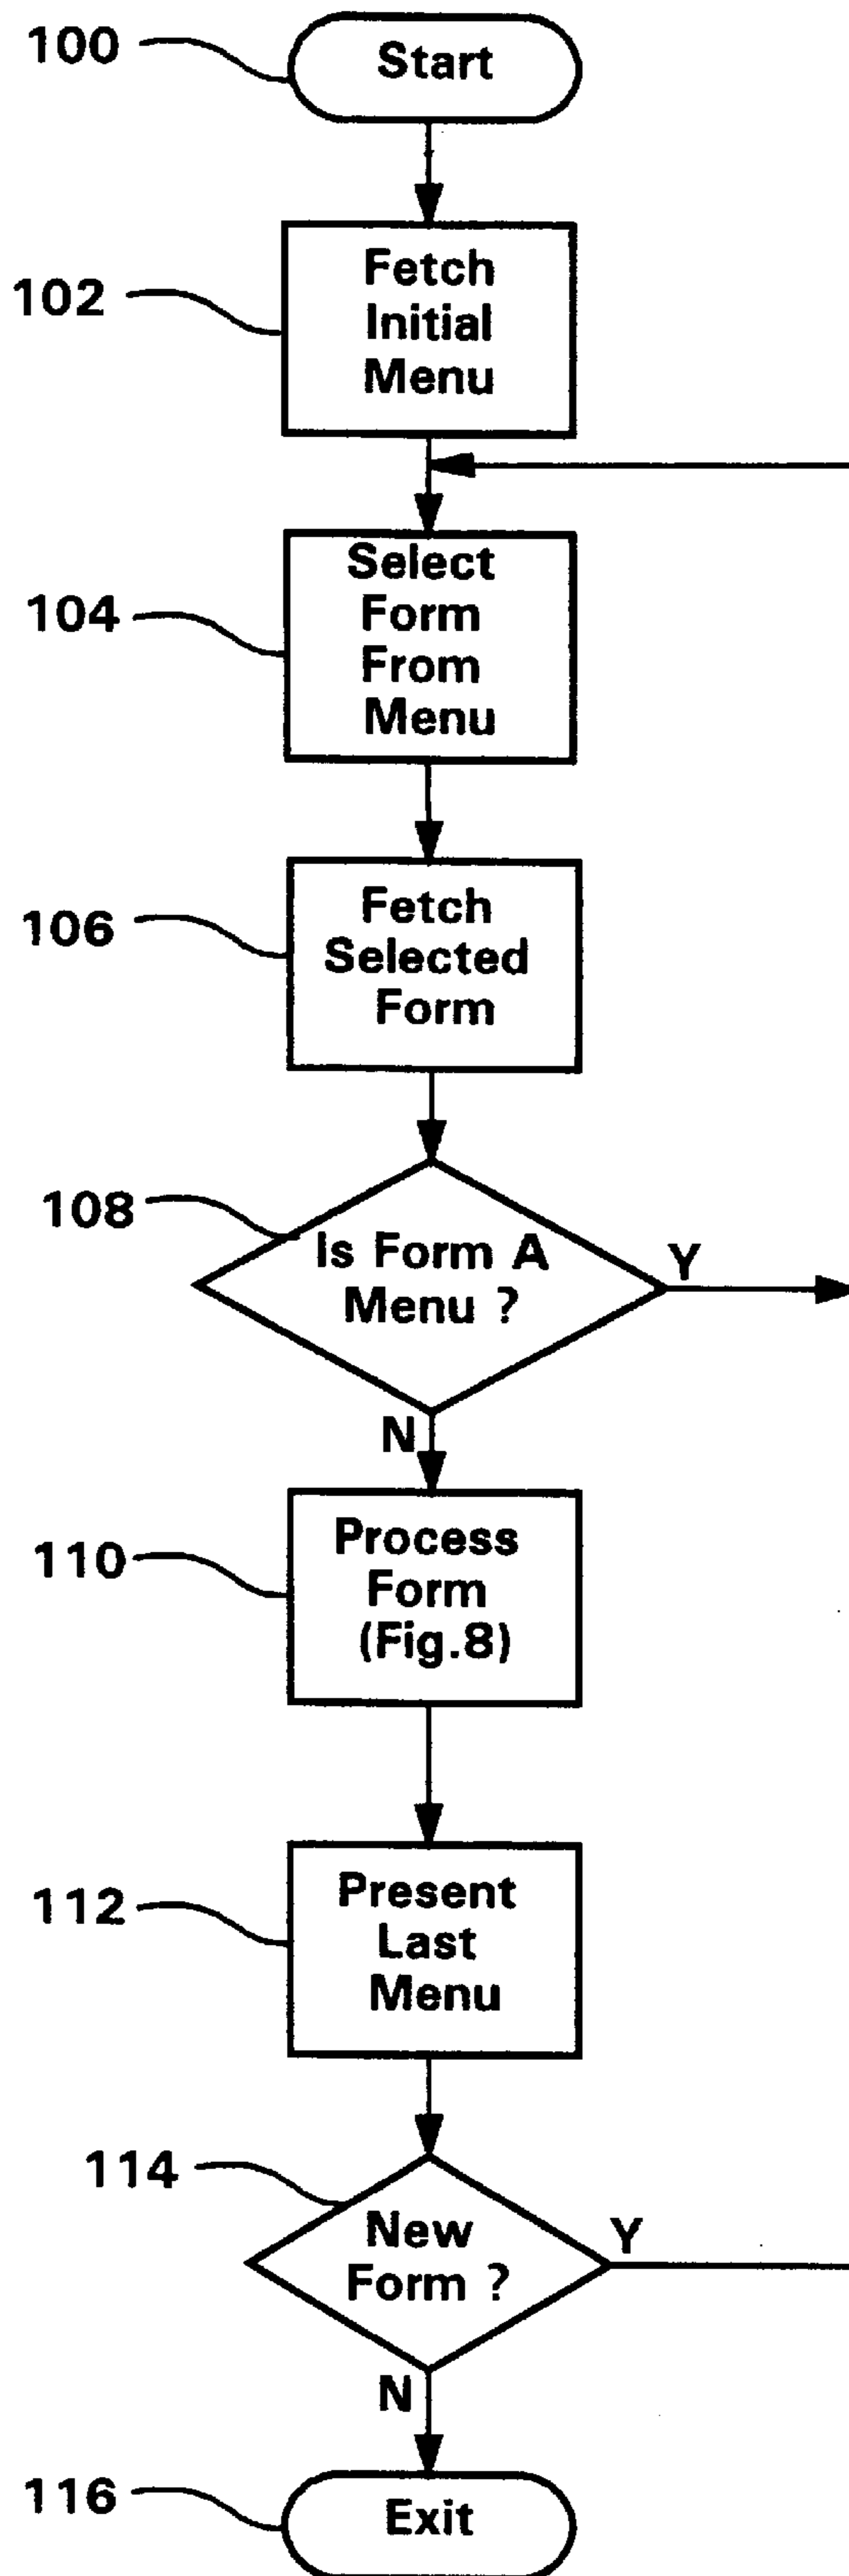 100
Start
102
Fetch
Initial
Menu
104
Select
Form
From
Menu
106
Fetch
Selected
Form
108
Is Form A
Menu ?
Y
N
110
Process
Form
(Fig.8)
112
Present
Last
Menu
114
New
Form ?
Y
N
116
Exit